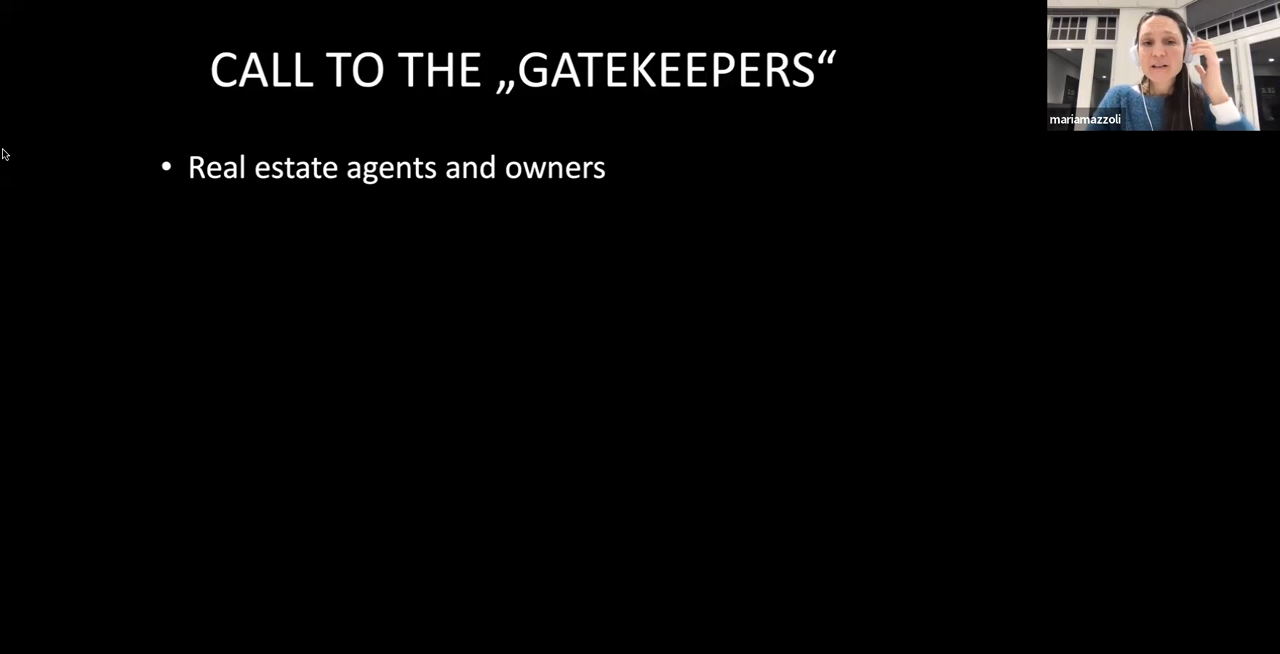 CALL TO THE „GATEKEEPERS“
mariamazzoli
• Real estate agents and owners